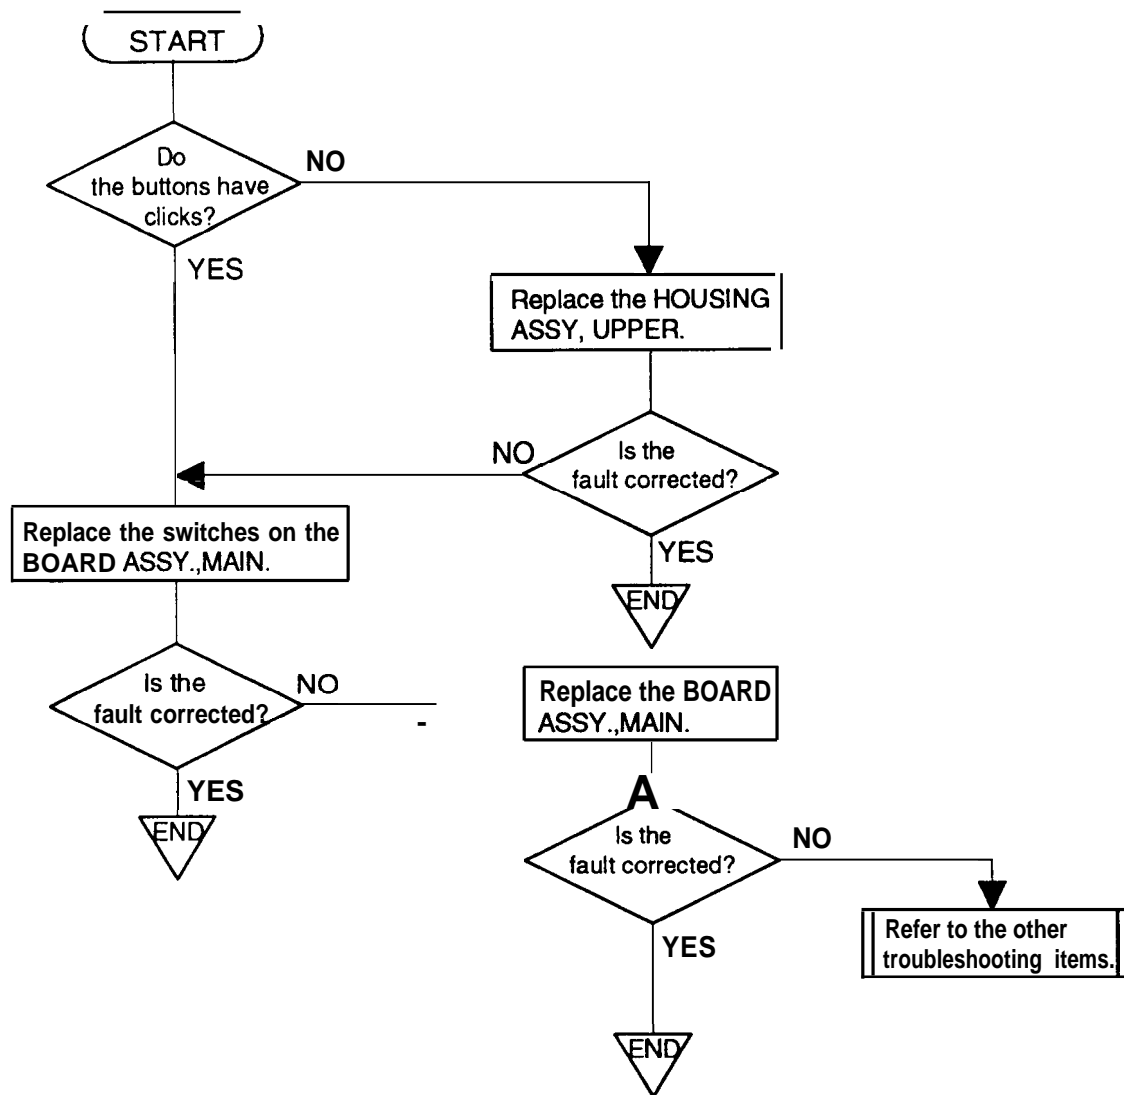 START
Do
the buttons have
clicks?
NO
YES
Replace the HOUSING
ASSY, UPPER.
Is the
fault corrected?
NO
YES
END
Replace the switches on the
BOARD ASSY.,MAIN.
Is the
fault corrected?
NO
-
YES
END
Replace the BOARD
ASSY.,MAIN.
A
Is the
fault corrected?
NO
YES
END
Refer to the other
troubleshooting items.